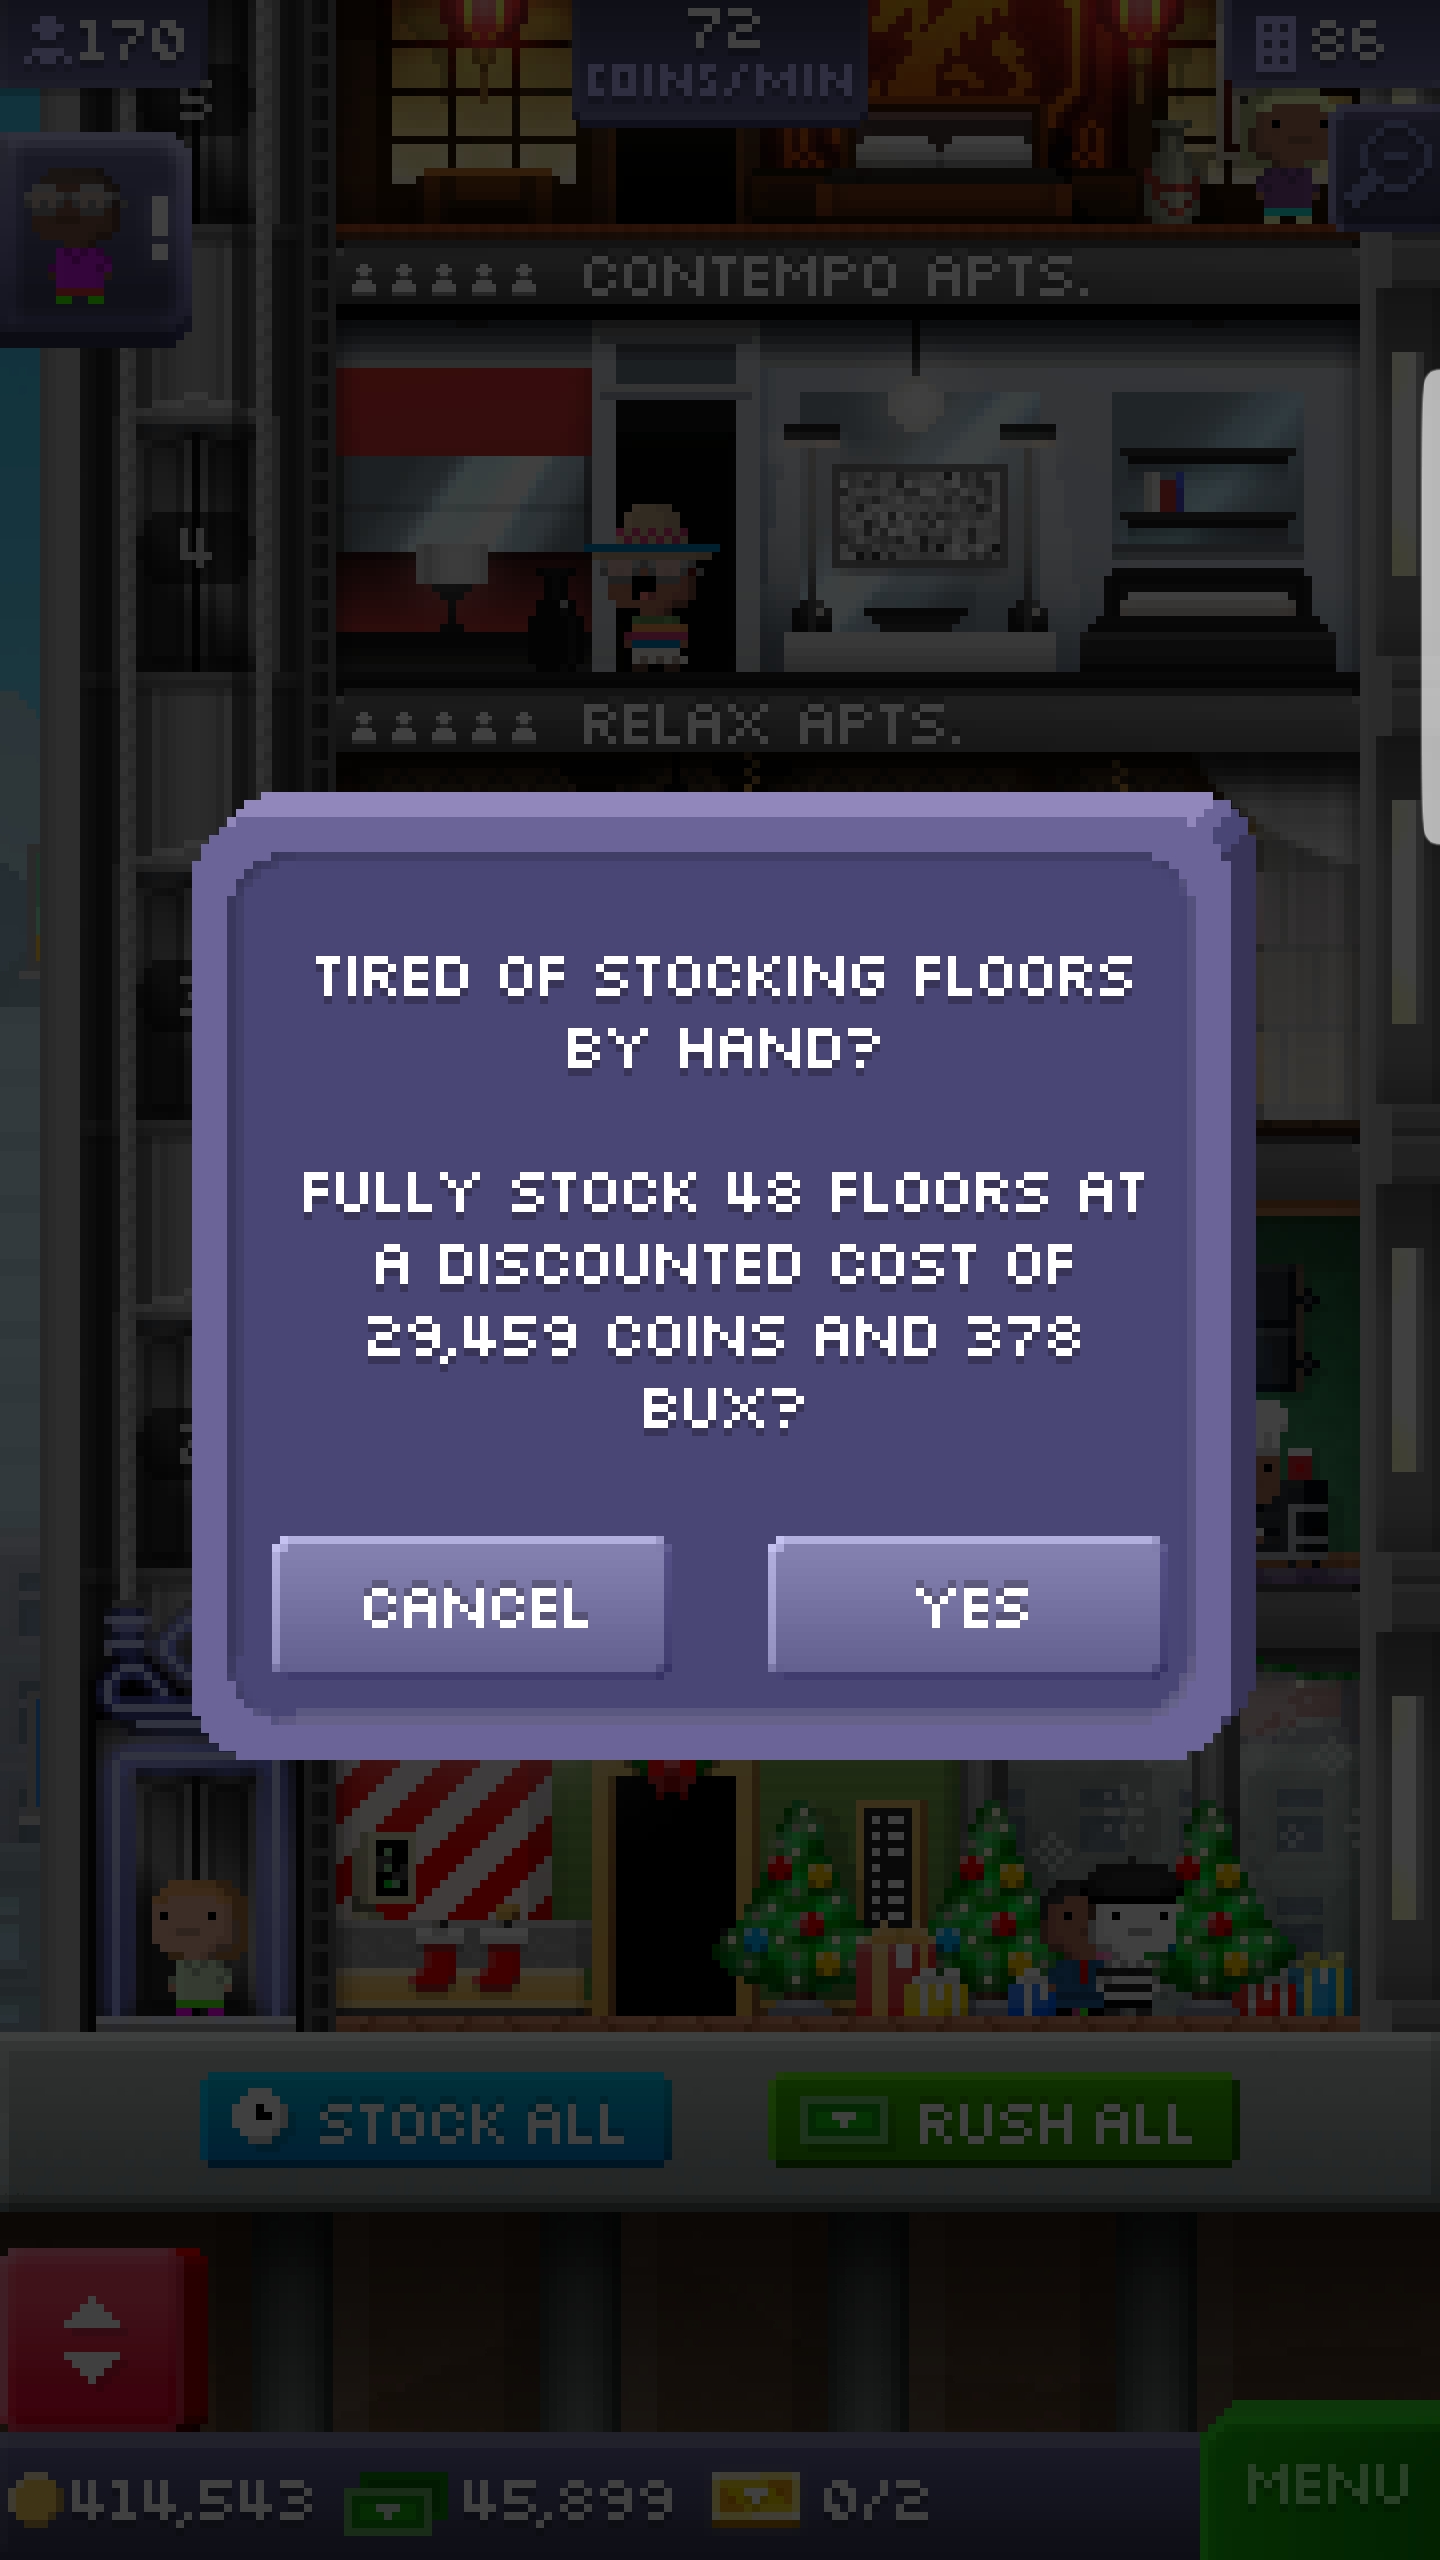 170
72
COINS/MIN
86
5
!
CONTEMPO APTS.
4
RELAX APTS.
TIRED OF STOCKING FLOORS
BY HAND?
FULLY STOCK 48 FLOORS AT
A DISCOUNTED COST OF
29,459 COINS AND 378
BUX?
CANCEL
YES
STOCK ALL
RUSH ALL
414,543
45,899
0/2
MENU